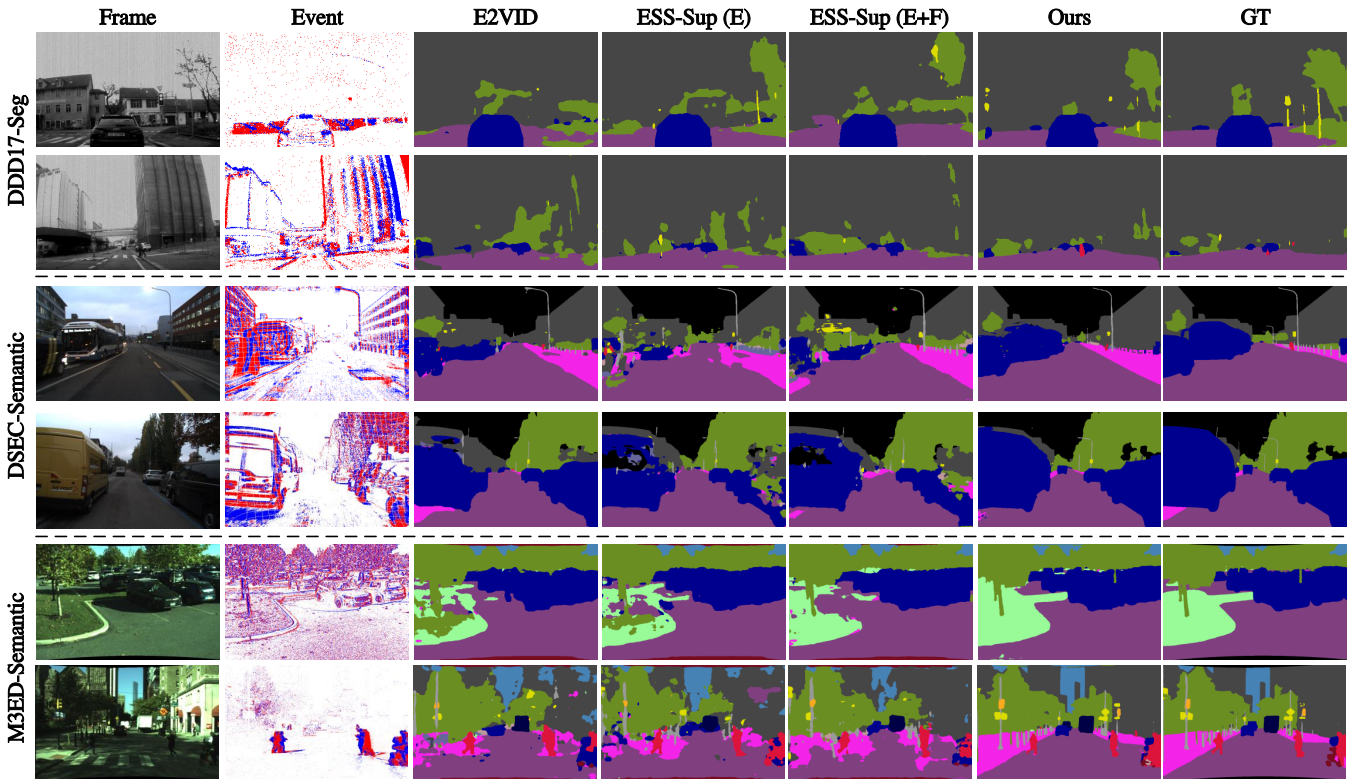 Frame Event E2VID ESS-Sup (E) ESS-Sup (E+F) Ours GT
DDD17-Seg
DSEC-Semantic
M3ED-Semantic